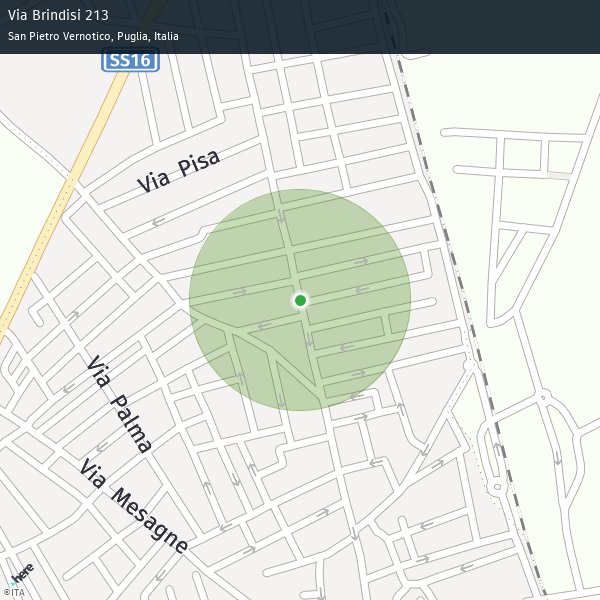 Via Brindisi 213
San Pietro Vernotico, Puglia, Italia
SS16
Via Pisa
Via Palma
Via Mesagne
here
©ITA